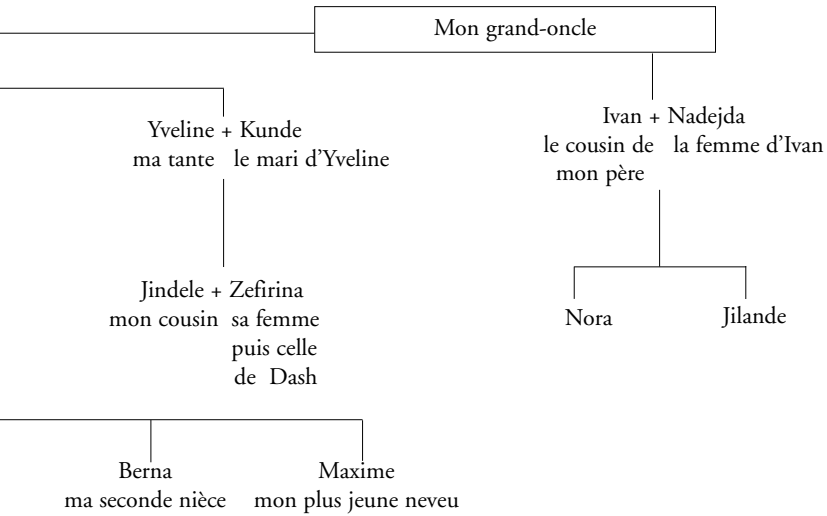 Mon grand-oncle
Yveline + Kunde
ma tante le mari d'Yveline
Ivan + Nadejda
le cousin de la femme d'Ivan
mon père
Jindele + Zefirina
mon cousin sa femme
puis celle
de Dash
Nora
Jilande
Berna
ma seconde nièce
Maxime
mon plus jeune neveu